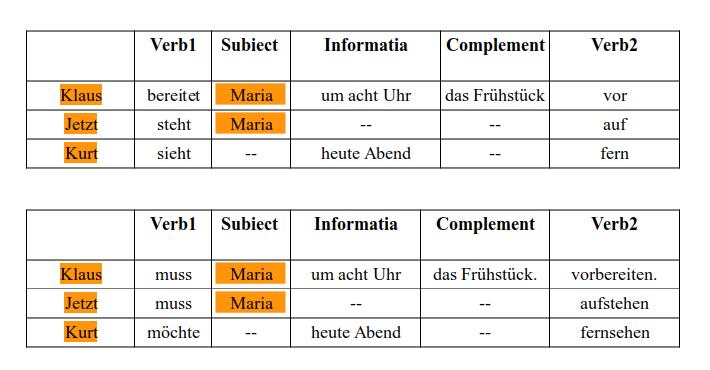 Verb1 Subiect Informatia Complement Verb2
Klaus bereitet Maria um acht Uhr das Frühstück vor
Jetzt steht Maria -- -- auf
Kurt sieht -- heute Abend -- fern
Verb1 Subiect Informatia Complement Verb2
Klaus muss Maria um acht Uhr das Frühstück. vorbereiten.
Jetzt muss Maria -- -- aufstehen
Kurt möchte -- heute Abend -- fernsehen